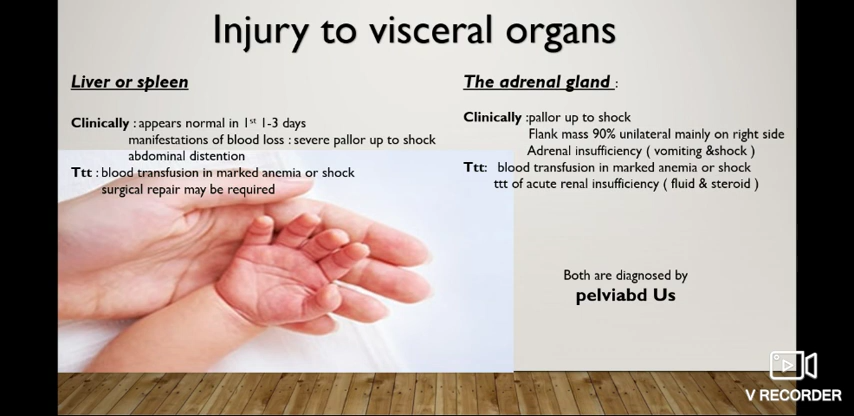 Injury to visceral organs
Liver or spleen
Clinically : appears normal in 1st 1-3 days
manifestations of blood loss : severe pallor up to shock
abdominal distention
Ttt : blood transfusion in marked anemia or shock
surgical repair may be required
The adrenal gland :
Clinically :pallor up to shock
Flank mass 90% unilateral mainly on right side
Adrenal insufficiency ( vomiting &shock )
Ttt: blood transfusion in marked anemia or shock
ttt of acute renal insufficiency ( fluid & steroid )
Both are diagnosed by
pelviabd Us
V RECORDER